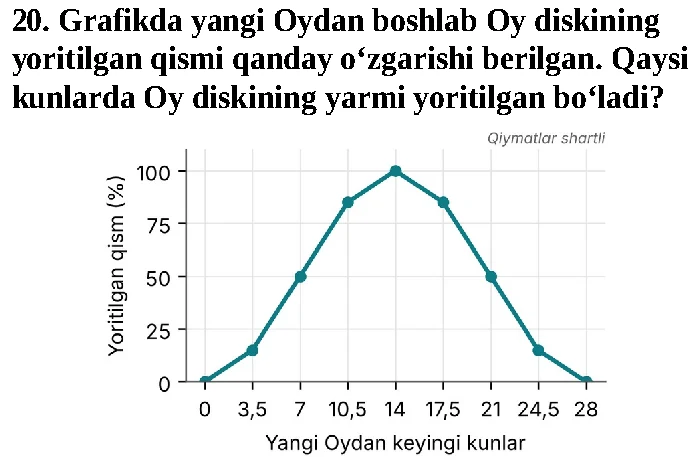 20. Grafikda yangi Oydan boshlab Oy diskining
yoritilgan qismi qanday o‘zgarishi berilgan. Qaysi
kunlarda Oy diskining yarmi yoritilgan bo‘ladi?
Qiymatlar shartli
Yoritilgan qism (%)
100
75
50
25
0
0 3,5 7 10,5 14 17,5 21 24,5 28
Yangi Oydan keyingi kunlar